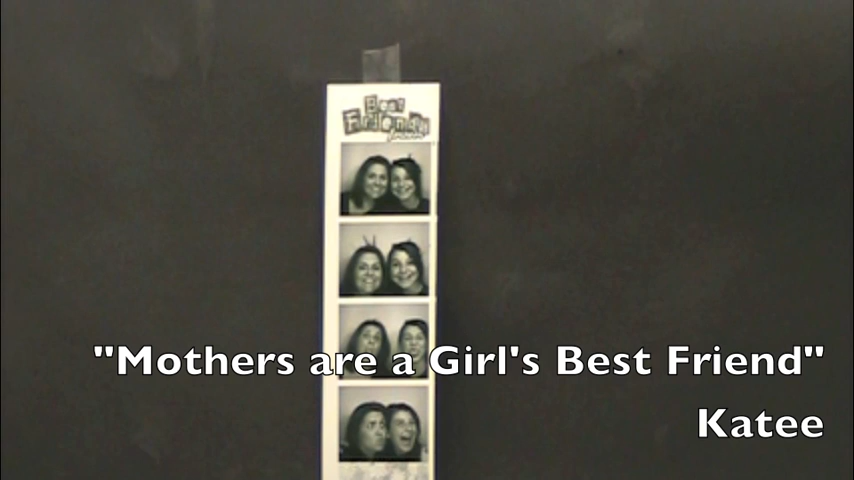 Best
Friends
"Mothers are a Girl's Best Friend"
Katee